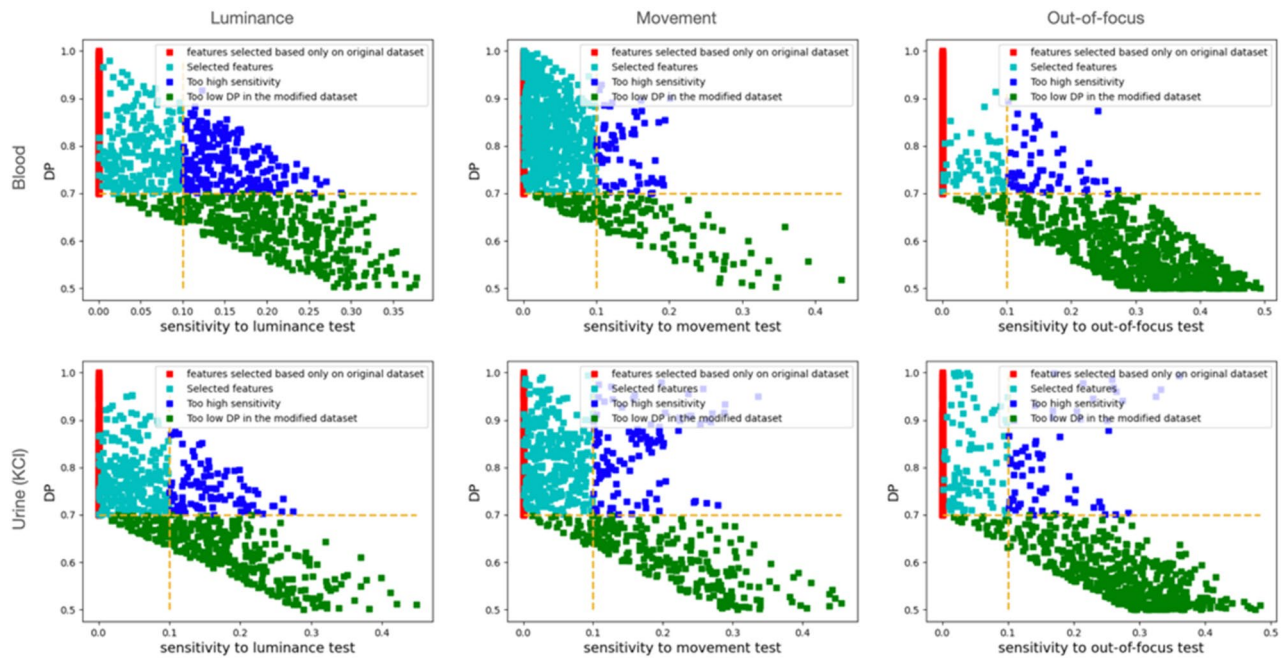 Luminance Movement Out-of-focus
Blood
DP
1.0
0.9
0.8
0.7
0.6
0.5
features selected based only on original dataset
Selected features
Too high sensitivity
Too low DP in the modified dataset
0.00 0.05 0.10 0.15 0.20 0.25 0.30 0.35
sensitivity to luminance test
DP
1.0
0.9
0.8
0.7
0.6
0.5
features selected based only on original dataset
Selected features
Too high sensitivity
Too low DP in the modified dataset
0.0 0.1 0.2 0.3 0.4
sensitivity to movement test
DP
1.0
0.9
0.8
0.7
0.6
0.5
features selected based only on original dataset
Selected features
Too high sensitivity
Too low DP in the modified dataset
0.0 0.1 0.2 0.3 0.4 0.5
sensitivity to out-of-focus test
Urine (KCl)
DP
1.0
0.9
0.8
0.7
0.6
0.5
features selected based only on original dataset
Selected features
Too high sensitivity
Too low DP in the modified dataset
0.0 0.1 0.2 0.3 0.4
sensitivity to luminance test
DP
1.0
0.9
0.8
0.7
0.6
0.5
features selected based only on original dataset
Selected features
Too high sensitivity
Too low DP in the modified dataset
0.0 0.1 0.2 0.3 0.4
sensitivity to movement test
DP
1.0
0.9
0.8
0.7
0.6
0.5
features selected based only on original dataset
Selected features
Too high sensitivity
Too low DP in the modified dataset
0.0 0.1 0.2 0.3 0.4 0.5
sensitivity to out-of-focus test